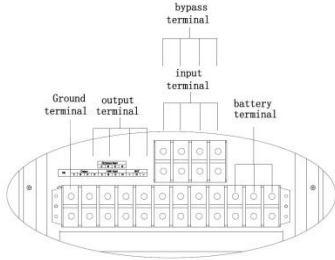 bypass
terminal
input
terminal
Ground
terminal
output
terminal
battery
terminal